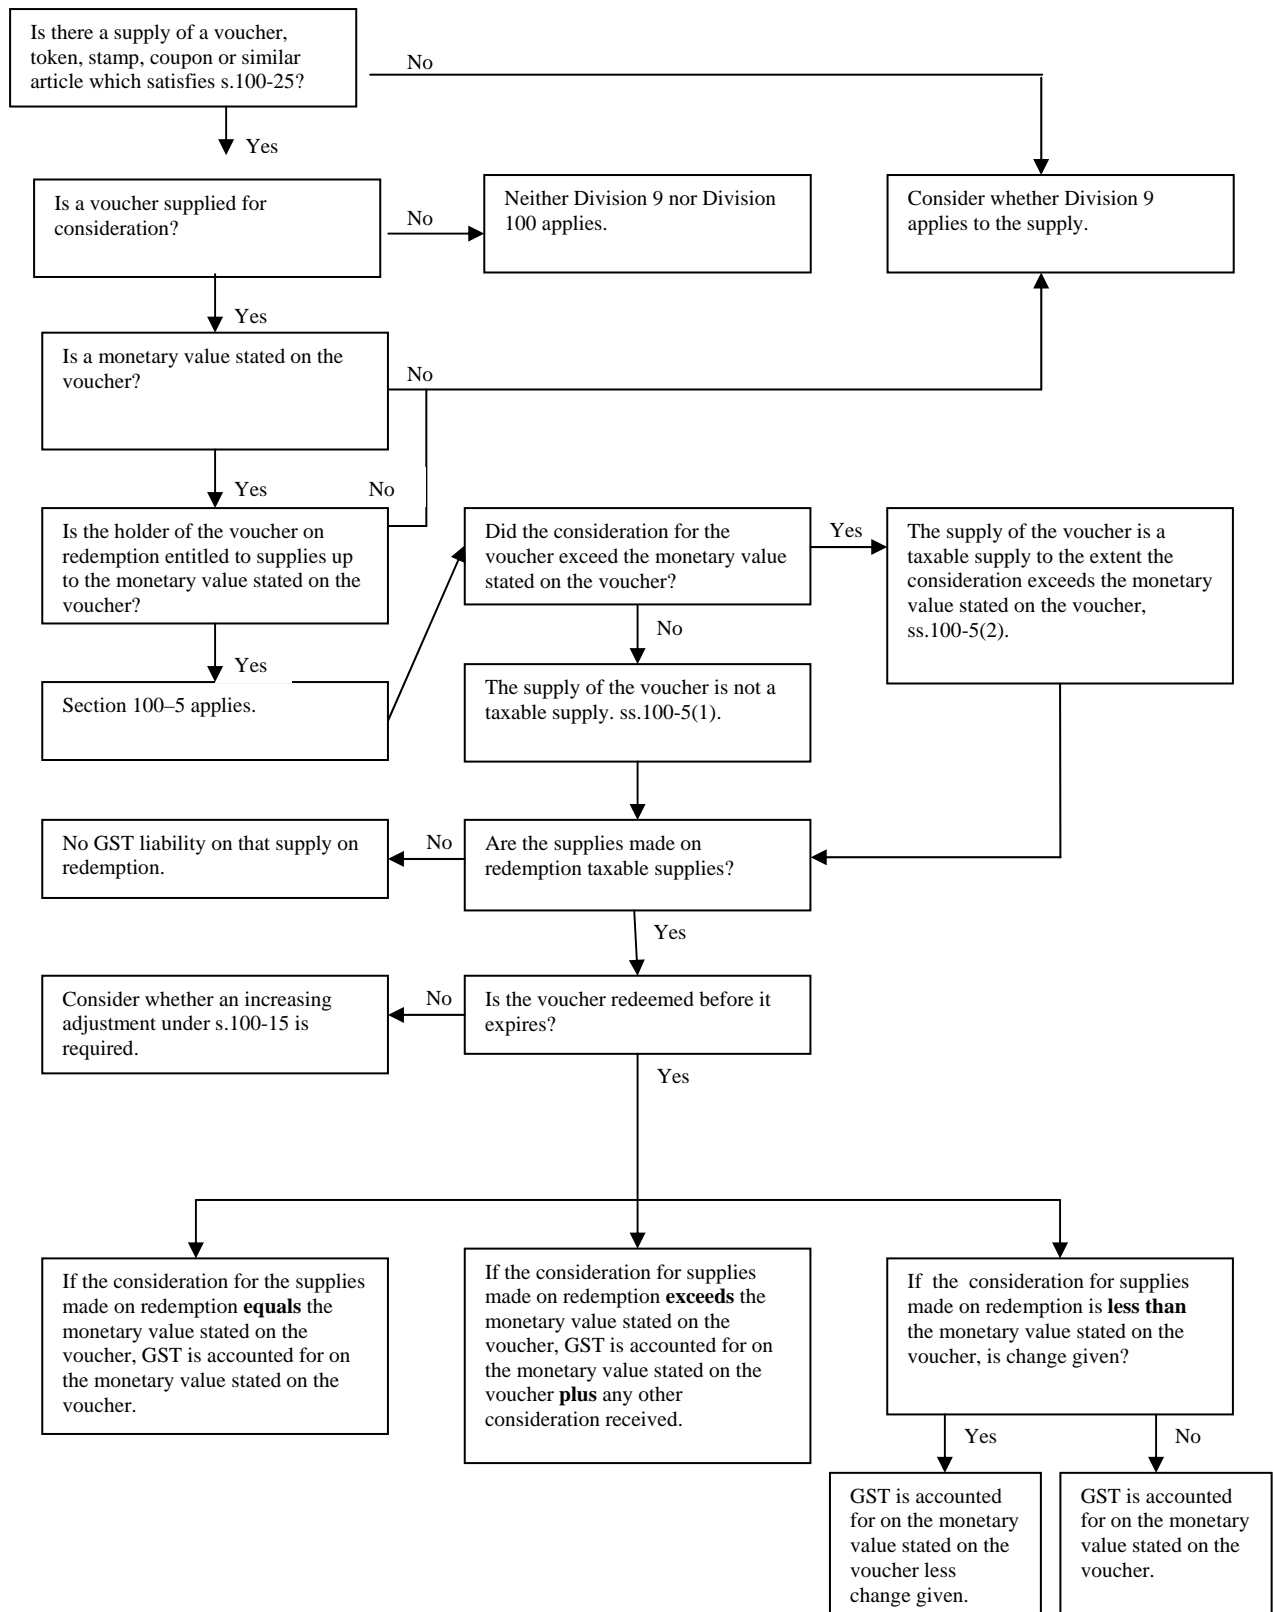 Is there a supply of a voucher,
token, stamp, coupon or similar
article which satisfies s.100-25?
No
Yes
Is a voucher supplied for
consideration?
No
Neither Division 9 nor Division
100 applies.
Consider whether Division 9
applies to the supply.
Yes
Is a monetary value stated on the
voucher?
No
Yes
No
Is the holder of the voucher on
redemption entitled to supplies up
to the monetary value stated on the
voucher?
Did the consideration for the
voucher exceed the monetary value
stated on the voucher?
Yes
The supply of the voucher is a
taxable supply to the extent the
consideration exceeds the monetary
value stated on the voucher,
ss.100-5(2).
No
Yes
Section 100–5 applies.
The supply of the voucher is not a
taxable supply. ss.100-5(1).
No GST liability on that supply on
redemption.
No
Are the supplies made on
redemption taxable supplies?
Yes
Consider whether an increasing
adjustment under s.100-15 is
required.
No
Is the voucher redeemed before it
expires?
Yes
If the consideration for the supplies
made on redemption equals the
monetary value stated on the
voucher, GST is accounted for on
the monetary value stated on the
voucher.
If the consideration for supplies
made on redemption exceeds the
monetary value stated on the
voucher, GST is accounted for on
the monetary value stated on the
voucher plus any other
consideration received.
If  the  consideration for supplies
made on redemption is less than
the monetary value stated on the
voucher, is change given?
Yes
No
GST is accounted
for on the monetary
value stated on the
voucher less
change given.
GST is accounted
for on the monetary
value stated on the
voucher.